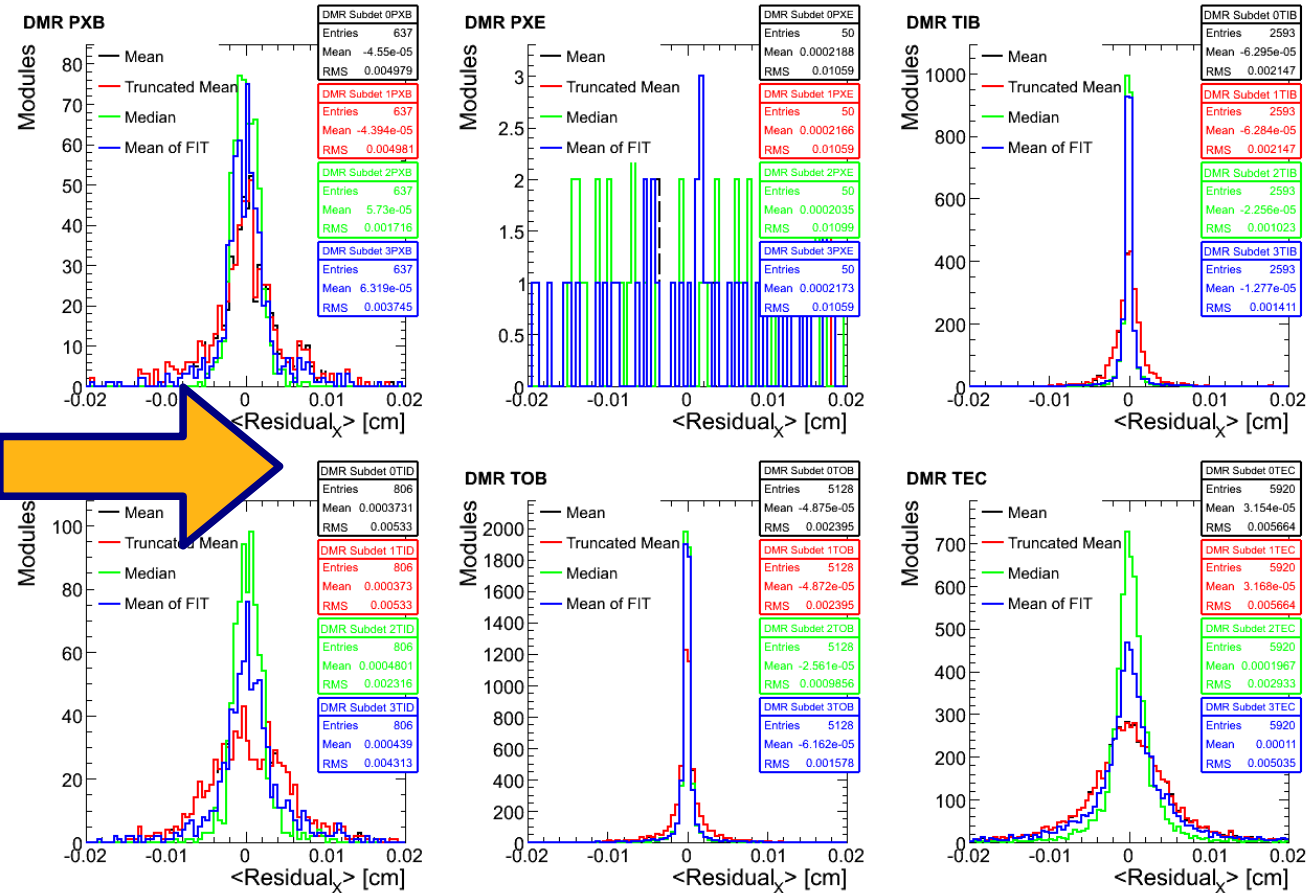 DMR PXB
Modules
Mean
Truncated Mean
Median
Mean of FIT
DMR Subdet 0PXB
Entries 637
Mean -4.55e-05
RMS 0.004979
DMR Subdet 1PXB
Entries 637
Mean -4.394e-05
RMS 0.004981
DMR Subdet 2PXB
Entries 637
Mean 5.73e-05
RMS 0.001716
DMR Subdet 3PXB
Entries 637
Mean 6.319e-05
RMS 0.003745
80
70
60
50
40
30
20
10
0
-0.02 0 0.01 0.02
<Residual_X> [cm]
DMR PXE
Modules
Mean
Truncated Mean
Median
Mean of FIT
DMR Subdet 0PXE
Entries 50
Mean 0.0002188
RMS 0.01059
DMR Subdet 1PXE
Entries 50
Mean 0.0002166
RMS 0.01059
DMR Subdet 2PXE
Entries 50
Mean 0.0002035
RMS 0.01099
DMR Subdet 3PXE
Entries 50
Mean 0.0002173
RMS 0.01059
3
2.5
2
1.5
1
0.5
0
-0.02 -0.01 0 0.01 0.02
<Residual_X> [cm]
DMR TIB
Modules
Mean
Truncated Mean
Median
Mean of FIT
DMR Subdet 0TIB
Entries 2593
Mean -6.295e-05
RMS 0.002147
DMR Subdet 1TIB
Entries 2593
Mean -6.284e-05
RMS 0.002147
DMR Subdet 2TIB
Entries 2593
Mean -2.256e-05
RMS 0.001023
DMR Subdet 3TIB
Entries 2593
Mean -1.277e-05
RMS 0.001411
1000
800
600
400
200
0
-0.02 -0.01 0 0.01 0.02
<Residual_X> [cm]
Modules
Mean
Truncated Mean
Median
Mean of FIT
DMR Subdet 0TID
Entries 806
Mean 0.0003731
RMS 0.00533
DMR Subdet 1TID
Entries 806
Mean 0.000373
RMS 0.00533
DMR Subdet 2TID
Entries 806
Mean 0.0004801
RMS 0.002316
DMR Subdet 3TID
Entries 806
Mean 0.000439
RMS 0.004313
100
80
60
40
20
0
-0.02 -0.01 0 0.01 0.02
<Residual_X> [cm]
DMR TOB
Modules
Mean
Truncated Mean
Median
Mean of FIT
DMR Subdet 0TOB
Entries 5128
Mean -4.875e-05
RMS 0.002395
DMR Subdet 1TOB
Entries 5128
Mean -4.872e-05
RMS 0.002395
DMR Subdet 2TOB
Entries 5128
Mean -2.561e-05
RMS 0.0009856
DMR Subdet 3TOB
Entries 5128
Mean -6.162e-05
RMS 0.001578
2000
1800
1600
1400
1200
1000
800
600
400
200
0
-0.02 -0.01 0 0.01 0.02
<Residual_X> [cm]
DMR TEC
Modules
Mean
Truncated Mean
Median
Mean of FIT
DMR Subdet 0TEC
Entries 5920
Mean 3.154e-05
RMS 0.005664
DMR Subdet 1TEC
Entries 5920
Mean 3.168e-05
RMS 0.005664
DMR Subdet 2TEC
Entries 5920
Mean 0.0001967
RMS 0.002933
DMR Subdet 3TEC
Entries 5920
Mean 0.00011
RMS 0.005035
700
600
500
400
300
200
100
0
-0.02 -0.01 0 0.01 0.02
<Residual_X> [cm]